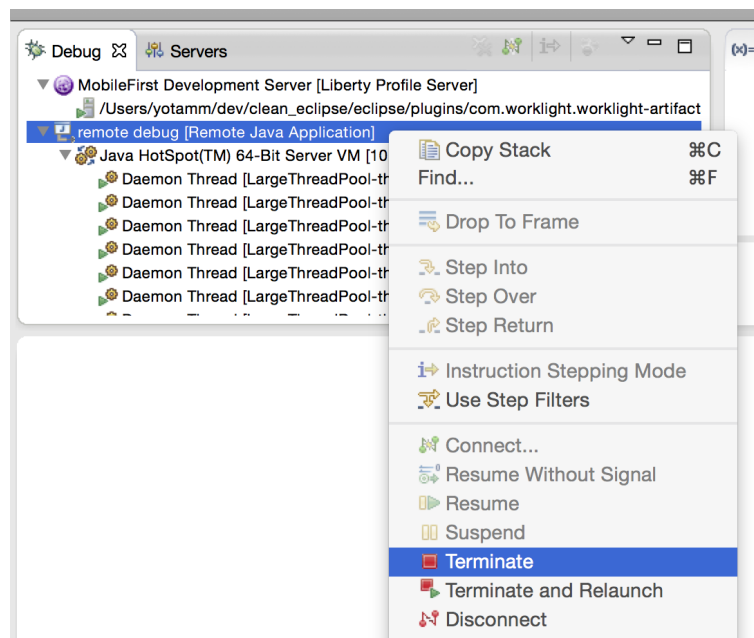 Debug Servers
(x)=
MobileFirst Development Server [Liberty Profile Server]
/Users/yotamm/dev/clean_eclipse/eclipse/plugins/com.worklight.worklight-artifact
remote debug [Remote Java Application]
Java HotSpot(TM) 64-Bit Server VM [10
Daemon Thread [LargeThreadPool-th
Daemon Thread [LargeThreadPool-th
Daemon Thread [LargeThreadPool-th
Daemon Thread [LargeThreadPool-th
Daemon Thread [LargeThreadPool-th
Daemon Thread [LargeThreadPool-th
Copy Stack ⌘C
Find... ⌘F
Drop To Frame
Step Into
Step Over
Step Return
Instruction Stepping Mode
Use Step Filters
Connect...
Resume Without Signal
Resume
Suspend
Terminate
Terminate and Relaunch
Disconnect